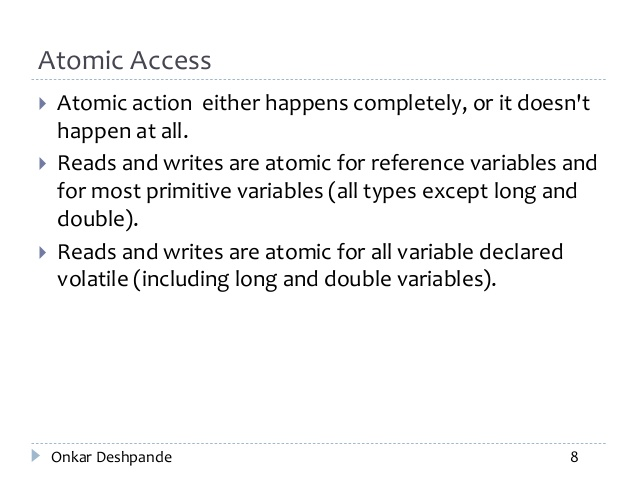 Atomic Access
Atomic action  either happens completely, or it doesn't
happen at all.
Reads and writes are atomic for reference variables and
for most primitive variables (all types except long and
double).
Reads and writes are atomic for all variable declared
volatile (including long and double variables).
Onkar Deshpande
8